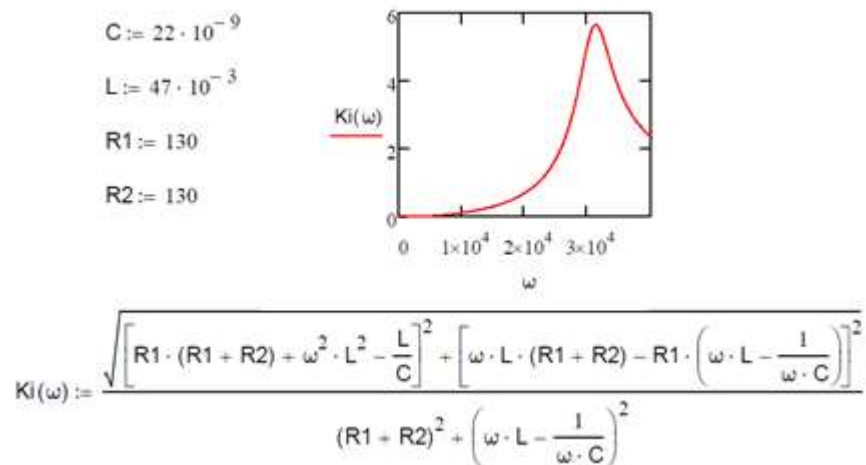 C := 22 · 10^-9
L := 47 · 10^-3
R1 := 130
R2 := 130
6
4
Ki(ω)
2
0
0 1×10^4 2×10^4 3×10^4
ω
Ki(ω) := √([R1 · (R1 + R2) + ω^2 · L^2 − L/C]^2 + [ω · L · (R1 + R2) − R1 · (ω · L − 1/(ω · C))]^2) / ((R1 + R2)^2 + (ω · L − 1/(ω · C))^2)